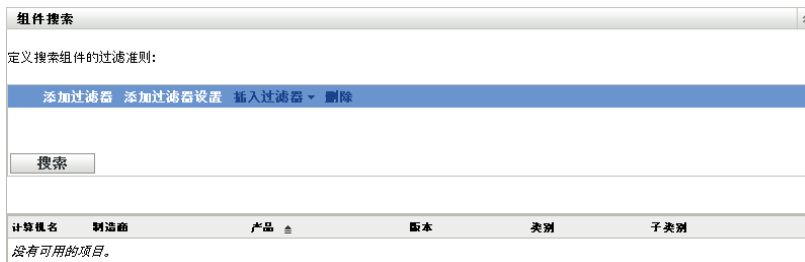 组件搜索
定义搜索组件的过滤准则:
添加过滤器 添加过滤器设置 插入过滤器 删除
搜索
计算机名 制造商 产品 版本 类别 子类别
没有可用的项目。